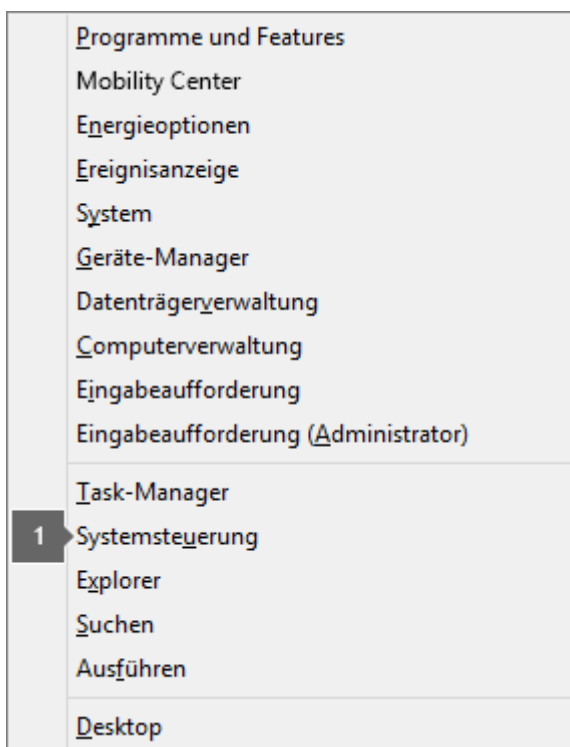 Programme und Features
Mobility Center
Energieoptionen
Ereignisanzeige
System
Geräte-Manager
Datenträgerverwaltung
Computerverwaltung
Eingabeaufforderung
Eingabeaufforderung (Administrator)
Task-Manager
1 Systemsteuerung
Explorer
Suchen
Ausführen
Desktop